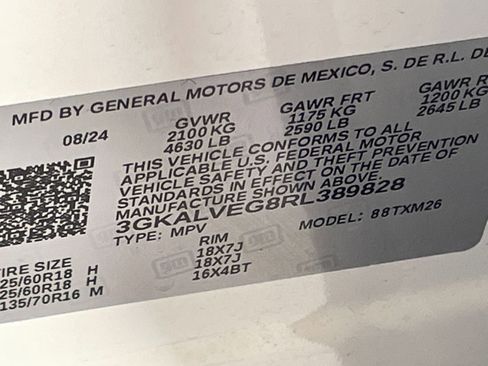 MFD BY GENERAL MOTORS DE MEXICO, S. DE R.L. DE
08/24 GVWR GAWR FRT GAWR R
2100 KG 1175 KG 1200 KG
4630 LB 2590 LB 2645 LB
THIS VEHICLE CONFORMS TO ALL
APPLICABLE U.S. FEDERAL MOTOR
VEHICLE SAFETY AND THEFT PREVENTION
STANDARDS IN EFFECT ON THE DATE OF
MANUFACTURE SHOWN ABOVE.
3GKALVEG8RL389828
TYPE: MPV MODEL: 88TXM26
IRE SIZE RIM
25/60R18 H 18X7J
25/60R18 H 18X7J
135/70R16 M 16X4BT